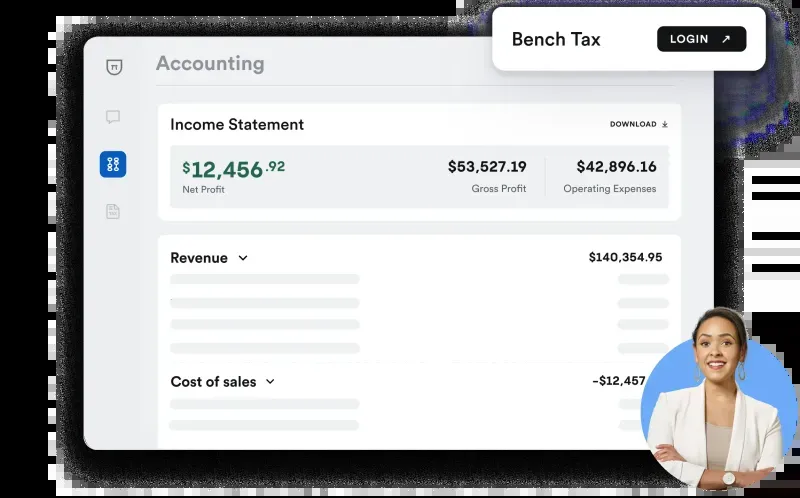 Bench Tax
LOGIN ↗
Accounting
Income Statement
DOWNLOAD
$12,456.92
Net Profit
$53,527.19
Gross Profit
$42,896.16
Operating Expenses
Revenue
$140,354.95
Cost of sales
-$12,457